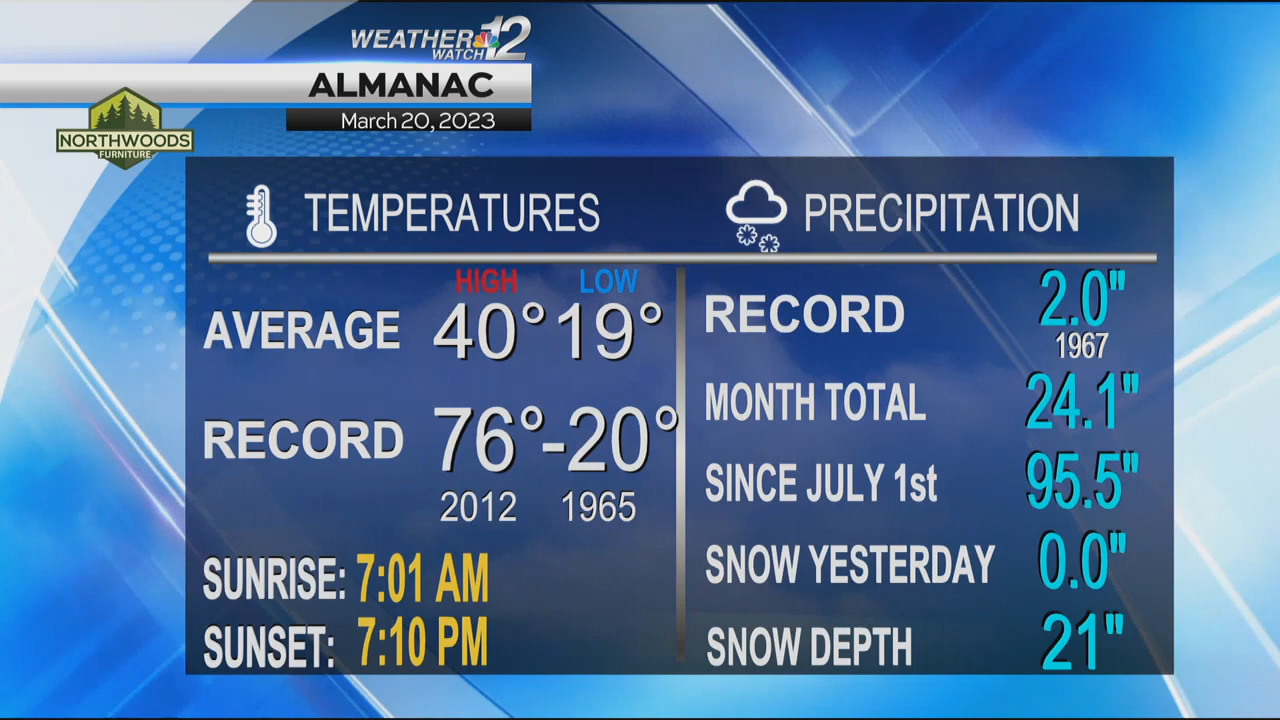 WEATHER
WATCH 12
ALMANAC
March 20, 2023
NORTHWOODS
FURNITURE
TEMPERATURES
HIGH LOW
AVERAGE 40° 19°
RECORD 76° -20°
2012 1965
SUNRISE: 7:01 AM
SUNSET: 7:10 PM
PRECIPITATION
RECORD 2.0"
1967
MONTH TOTAL 24.1"
SINCE JULY 1st 95.5"
SNOW YESTERDAY 0.0"
SNOW DEPTH 21"